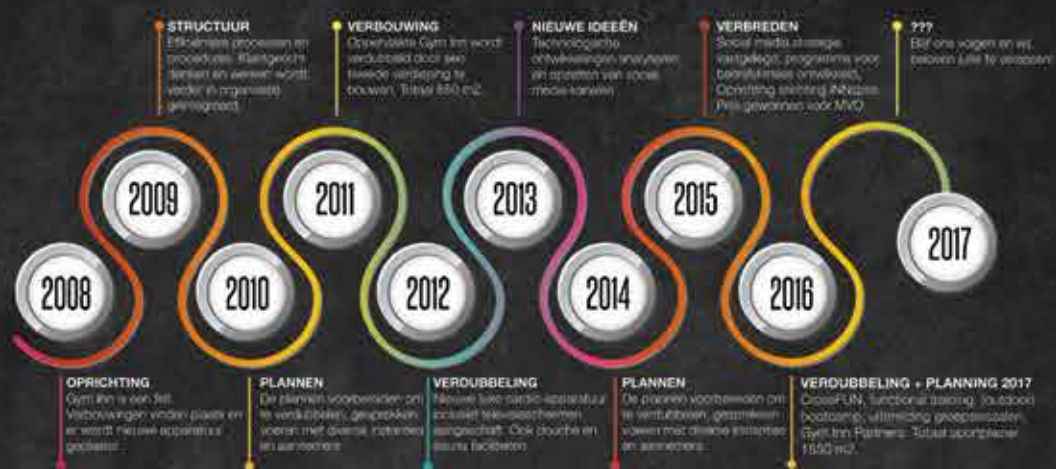 STRUCTUUR
Efficiëntere processen en
procedures. Klantgericht
denken en werken wordt
verder in organisatie
geïntegreerd.
VERBOUWING
Oppervlakte Gym Inn wordt
verdubbeld door een
tweede verdieping te
bouwen. Totaal 850 m2.
NIEUWE IDEEËN
Technologische
ontwikkelingen analyseren
en opzetten van social
media-kanalen
VERBREDEN
Social media strategie
vastgelegd, programma voor
bedrijfsfitness ontwikkeld.
Oprichting stichting
Prijs gewonnen voor MVO
???
Blijf ons volgen en wij
beloven jullie te verrassen!
2009
2011
2013
2015
2017
2008
2010
2012
2014
2016
OPRICHTING
Gym Inn is een feit.
Verbouwingen vinden plaats en
er wordt nieuwe apparatuur
geplaatst
PLANNEN
De plannen voorbereiden om
te verdubbelen, gesprekken
voeren met diverse instanties
en aannemers
VERDUBBELING
Nieuwe luxe cardio-apparatuur
inclusief televisieschermen
aangeschaft. Ook douche en
sauna faciliteiten
PLANNEN
De plannen voorbereiden om
te verdubbelen, gesprekken
voeren met diverse instanties
en aannemers
VERDUBBELING + PLANNING 2017
CrossFUN, functional training, (outdoor)
bootcamp, uitbreiding groepslessen,
Gym Inn Partners. Totaal sportplezier
1650 m2.